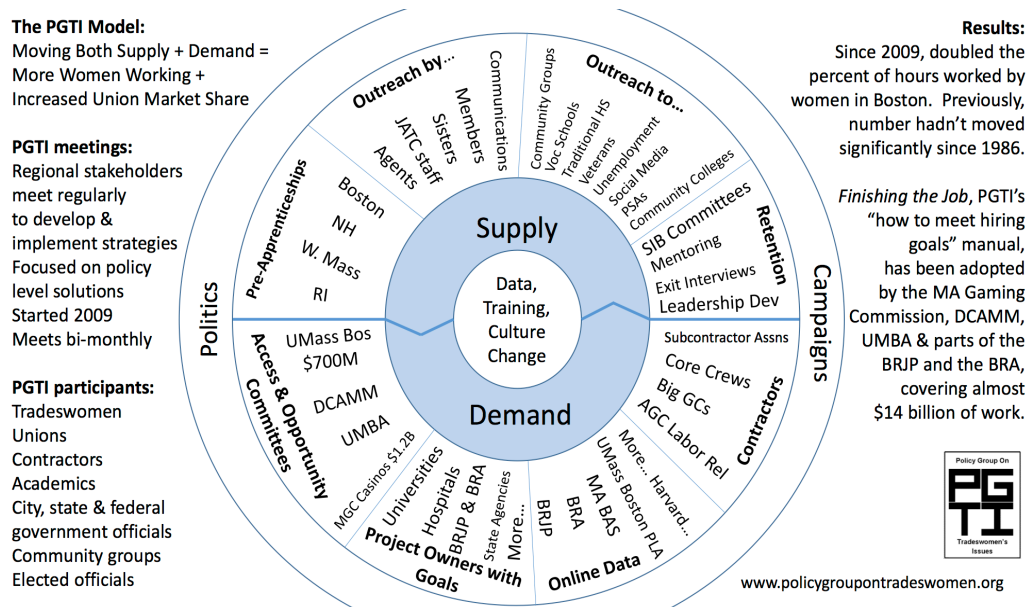 The PGTI Model:
Moving Both Supply + Demand =
More Women Working +
Increased Union Market Share
PGTI meetings:
Regional stakeholders
meet regularly
to develop &
implement strategies
Focused on policy
level solutions
Started 2009
Meets bi-monthly
PGTI participants:
Tradeswomen
Unions
Contractors
Academics
City, state & federal
government officials
Community groups
Elected officials
Politics
Campaigns
Supply
Data,
Training,
Culture
Change
Demand
Pre-Apprenticeships
Boston
NH
W. Mass
RI
Outreach by...
Agents
JATC staff
Sisters
Members
Communications
Outreach to...
Community Groups
Voc Schools
Traditional HS
Veterans
Unemployment
Social Media
PSAs
Community Colleges
Retention
SIB Committees
Mentoring
Exit Interviews
Leadership Dev
Contractors
Subcontractor Assns
Core Crews
Big GCs
AGC Labor Rel
Online Data
More... Harvard...
UMass Boston PLA
MA BAS
BRA
BRJP
Project Owners with
Goals
More...
State Agencies
BRJP & BRA
Hospitals
Universities
Access & Opportunity
Committees
UMass Bos
$700M
DCAMM
UMBA
MGC Casinos $1.2B
Results:
Since 2009, doubled the
percent of hours worked by
women in Boston. Previously,
number hadn't moved
significantly since 1986.
Finishing the Job, PGTI's
"how to meet hiring
goals" manual,
has been adopted
by the MA Gaming
Commission, DCAMM,
UMBA & parts of the
BRJP and the BRA,
covering almost
$14 billion of work.
Policy Group On
PG
TI
Tradeswomen's
Issues
www.policygroupontradeswomen.org